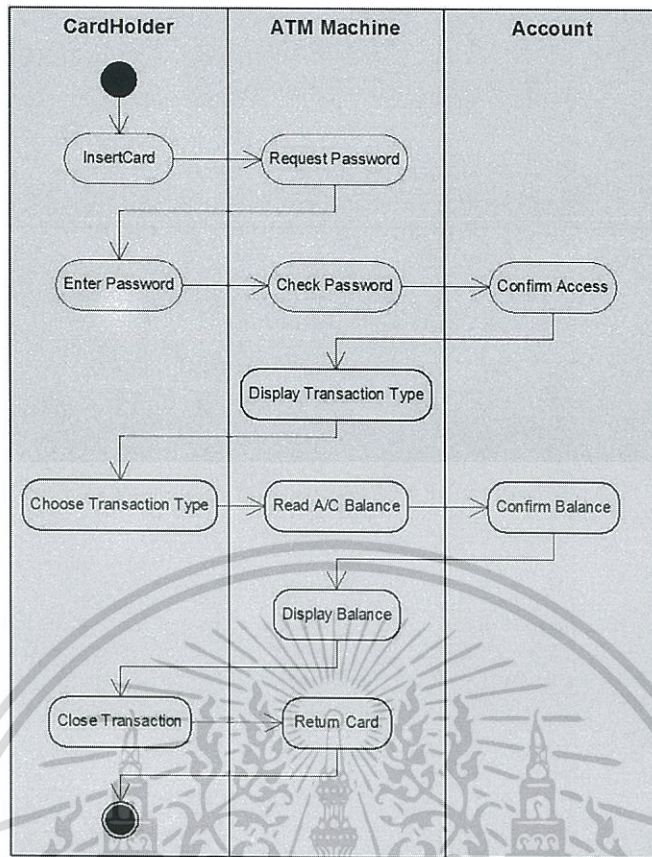 CardHolder ATM Machine Account
InsertCard Request Password
Enter Password Check Password Confirm Access
Display Transaction Type
Choose Transaction Type Read A/C Balance Confirm Balance
Display Balance
Close Transaction Return Card